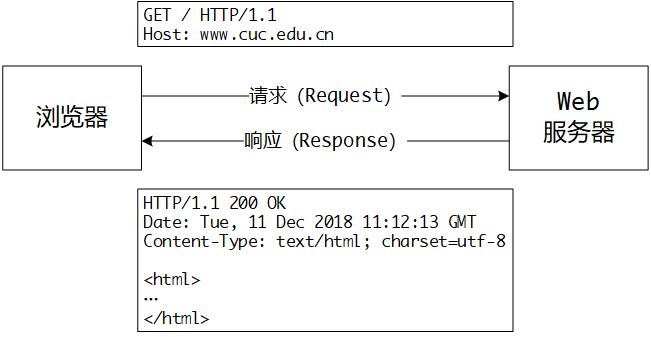 GET / HTTP/1.1
Host: www.cuc.edu.cn
浏览器
请求 (Request)
响应 (Response)
Web
服务器
HTTP/1.1 200 OK
Date: Tue, 11 Dec 2018 11:12:13 GMT
Content-Type: text/html; charset=utf-8
<html>
…
</html>